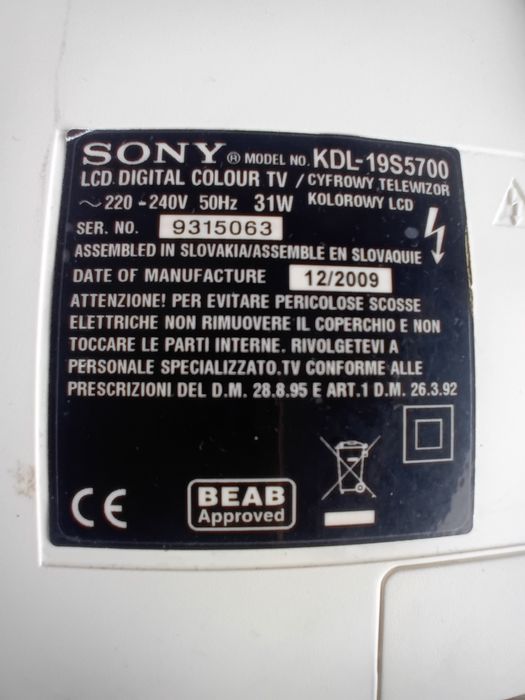 SONY ® MODEL NO. KDL-19S5700
LCD DIGITAL COLOUR TV / CYFROWY TELEWIZOR
~ 220 - 240V 50Hz 31W KOLOROWY LCD
SER. NO. 9315063
ASSEMBLED IN SLOVAKIA/ASSEMBLE EN SLOVAQUIE
DATE OF MANUFACTURE 12/2009
ATTENZIONE! PER EVITARE PERICOLOSE SCOSSE
ELETTRICHE NON RIMUOVERE IL COPERCHIO E NON
TOCCARE LE PARTI INTERNE. RIVOLGETEVI A
PERSONALE SPECIALIZZATO.TV CONFORME ALLE
PRESCRIZIONI DEL D.M. 28.8.95 E ART.1 D.M. 26.3.92
CE
BEAB
Approved